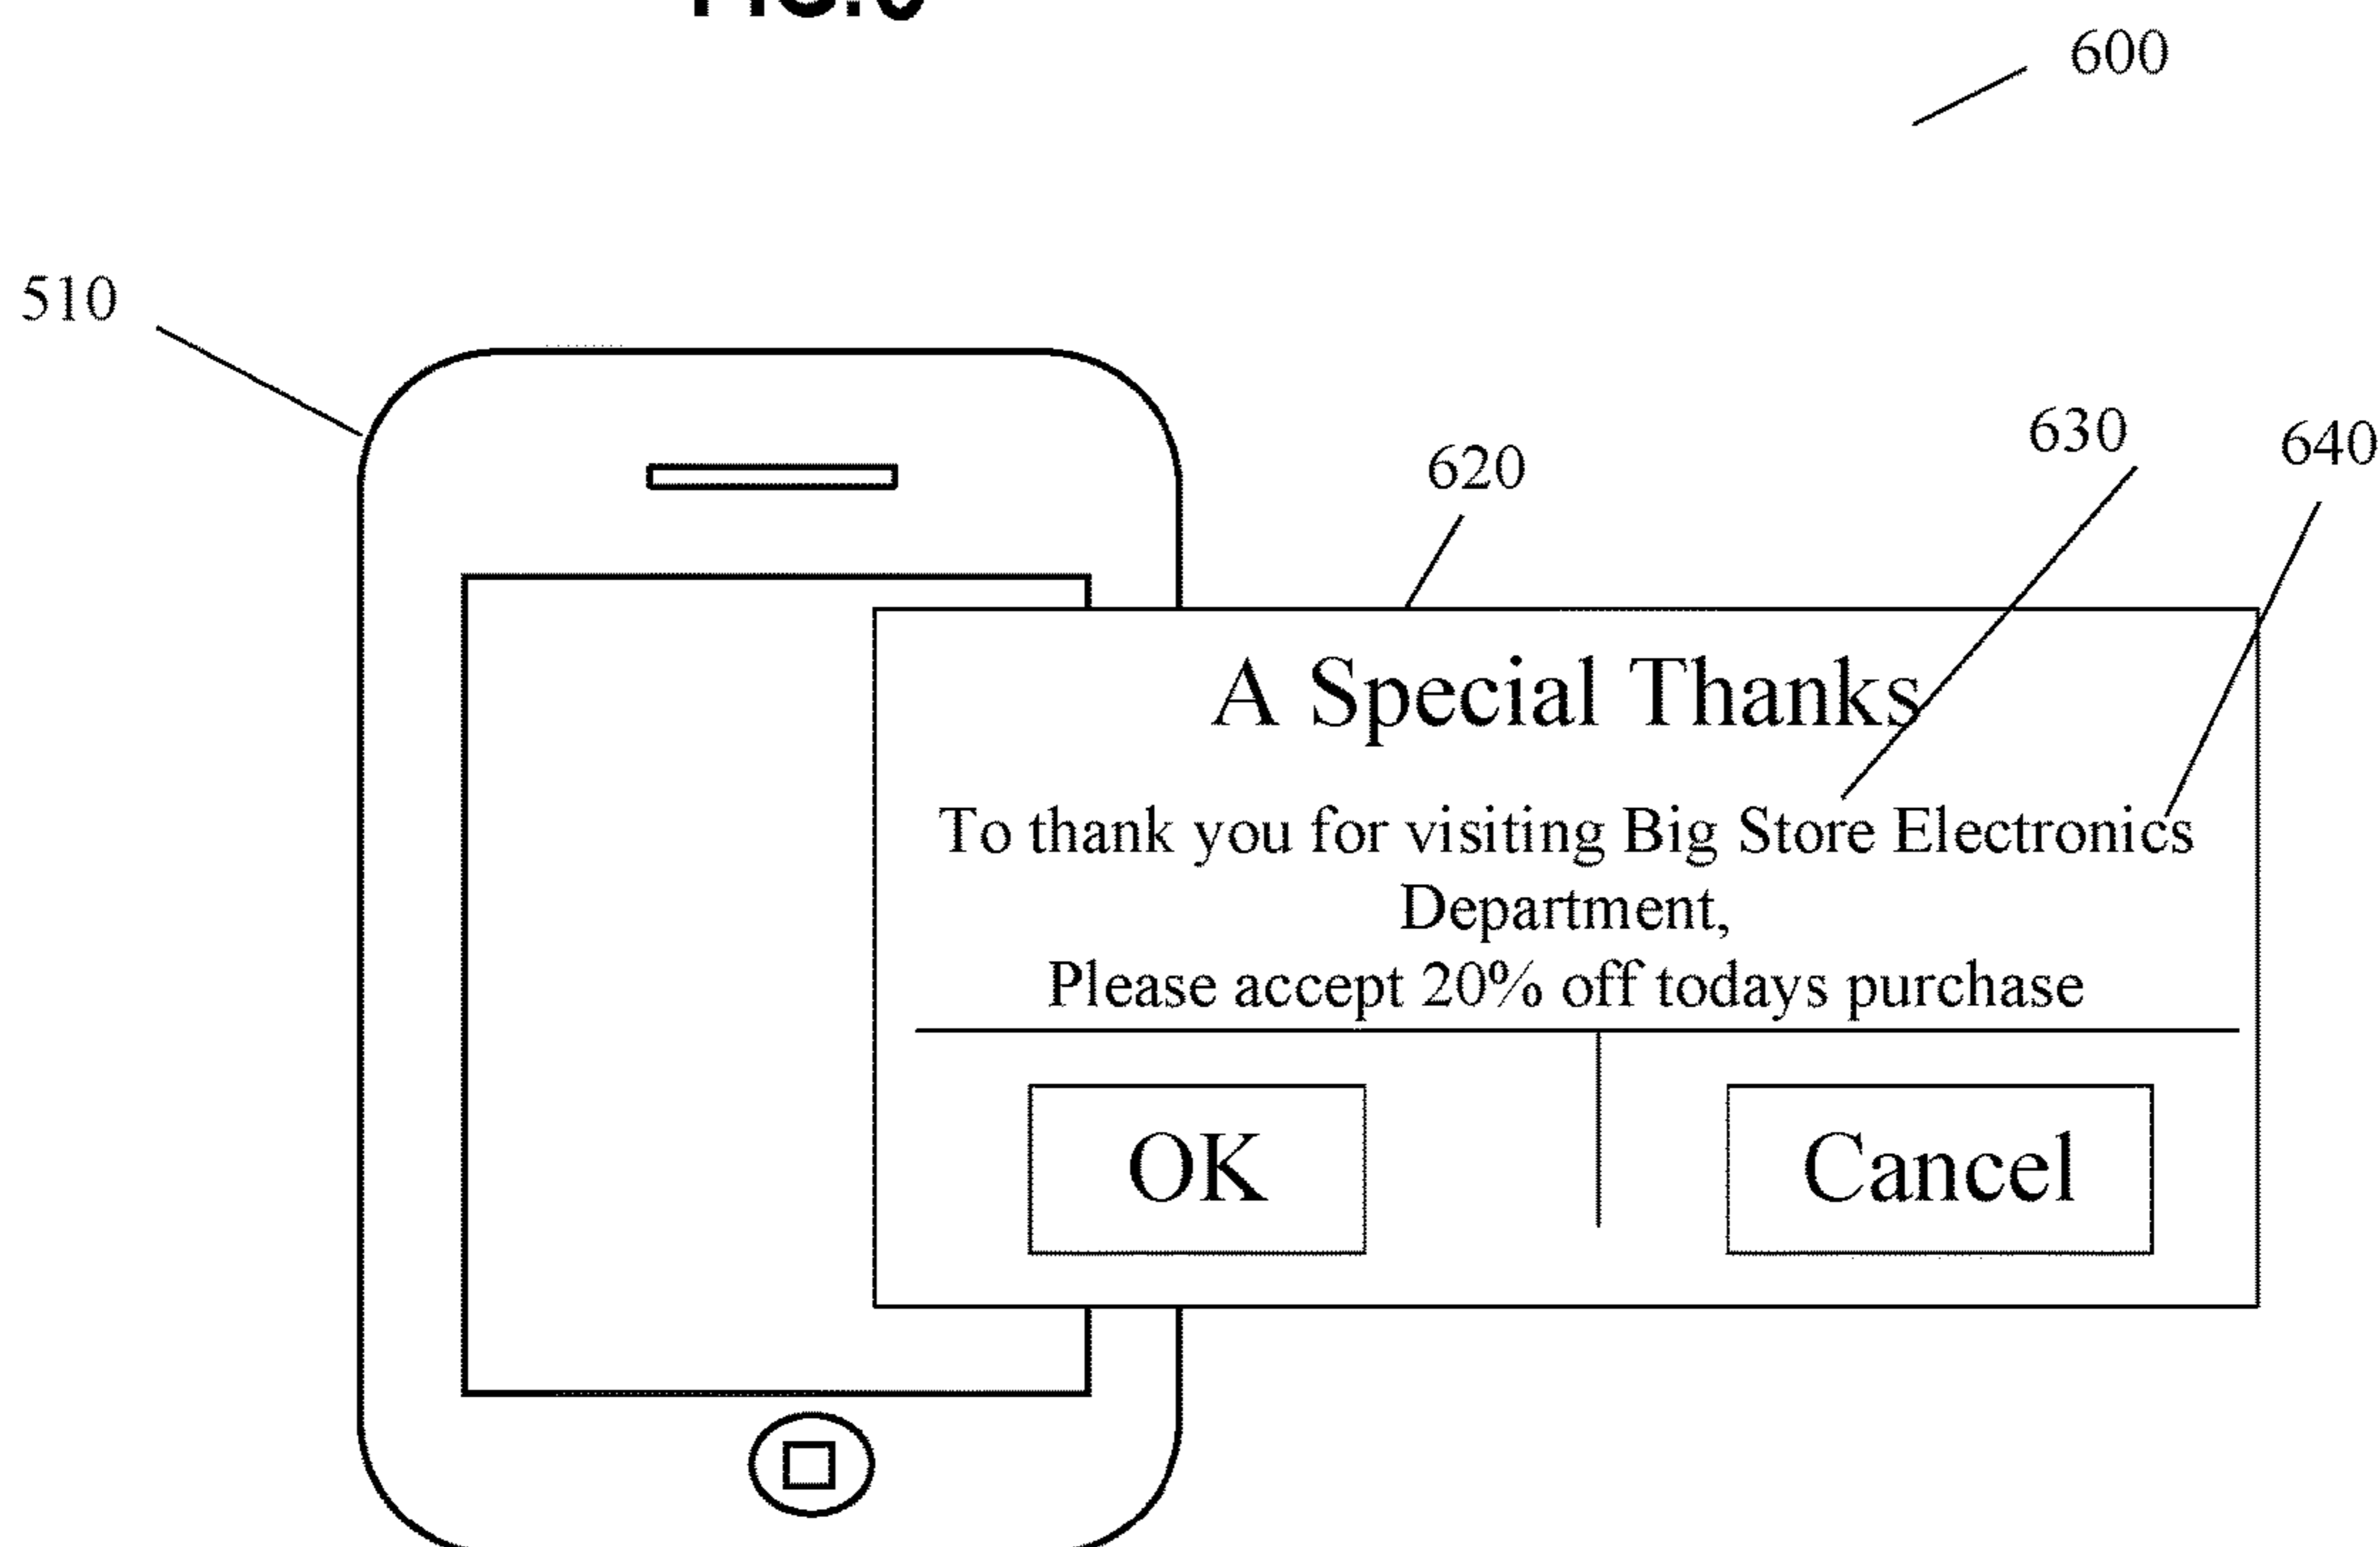 600
510
620
630
640
A Special Thanks
To thank you for visiting Big Store Electronics
Department,
Please accept 20% off todays purchase
OK
Cancel